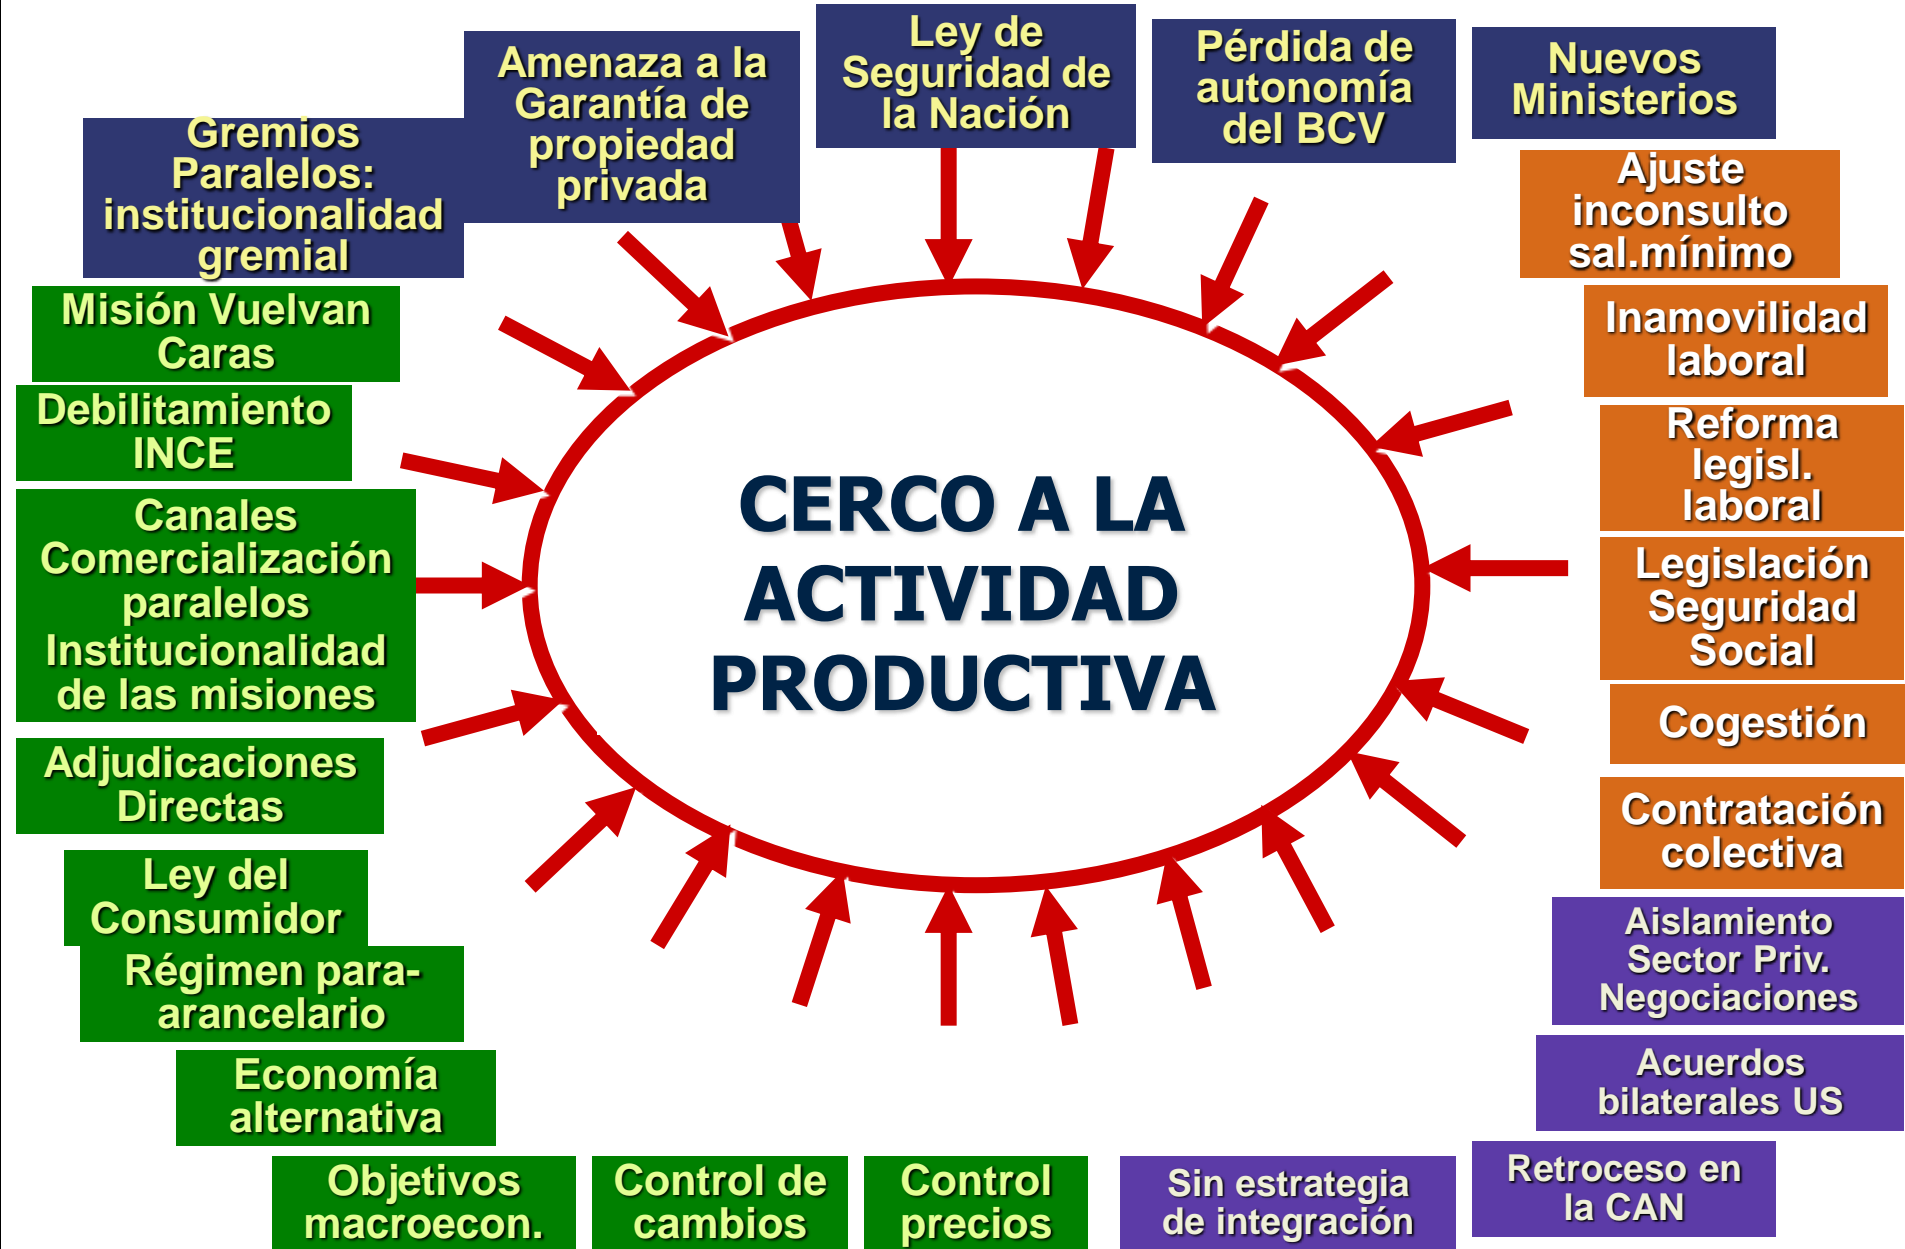 Gremios
Paralelos:
institucionalidad
gremial
Amenaza a la
Garantía de
propiedad
privada
Ley de
Seguridad de
la Nación
Pérdida de
autonomía
del BCV
Nuevos
Ministerios
Ajuste
inconsulto
sal.mínimo
Inamovilidad
laboral
Reforma
legisl.
laboral
Legislación
Seguridad
Social
Cogestión
Contratación
colectiva
Aislamiento
Sector Priv.
Negociaciones
Acuerdos
bilaterales US
Retroceso en
la CAN
Sin estrategia
de integración
Control
precios
Control de
cambios
Objetivos
macroecon.
Economía
alternativa
Régimen para-
arancelario
Ley del
Consumidor
Adjudicaciones
Directas
Institucionalidad
de las misiones
Canales
Comercialización
paralelos
Debilitamiento
INCE
Misión Vuelvan
Caras
CERCO A LA
ACTIVIDAD
PRODUCTIVA